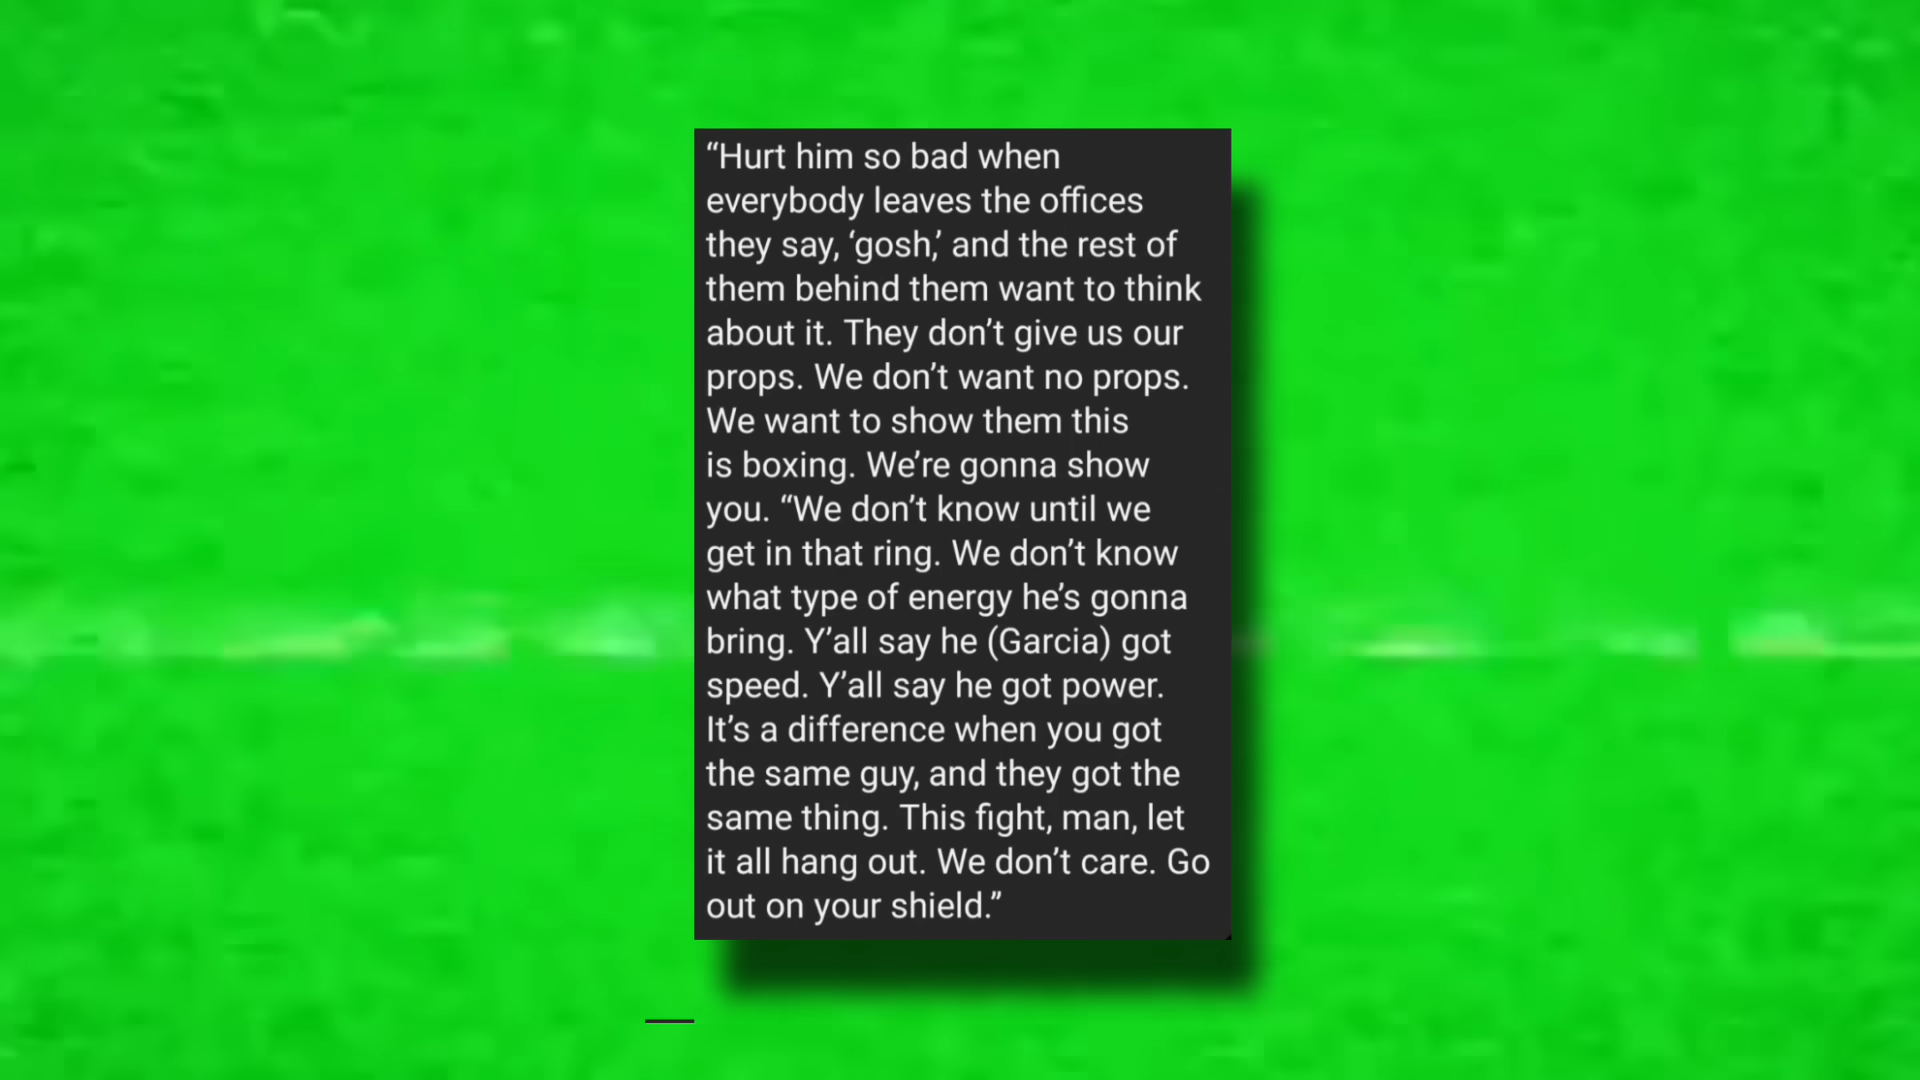 “Hurt him so bad when
everybody leaves the offices
they say, ‘gosh,’ and the rest of
them behind them want to think
about it. They don’t give us our
props. We don’t want no props.
We want to show them this
is boxing. We’re gonna show
you. “We don’t know until we
get in that ring. We don’t know
what type of energy he’s gonna
bring. Y’all say he (Garcia) got
speed. Y’all say he got power.
It’s a difference when you got
the same guy, and they got the
same thing. This fight, man, let
it all hang out. We don’t care. Go
out on your shield.”